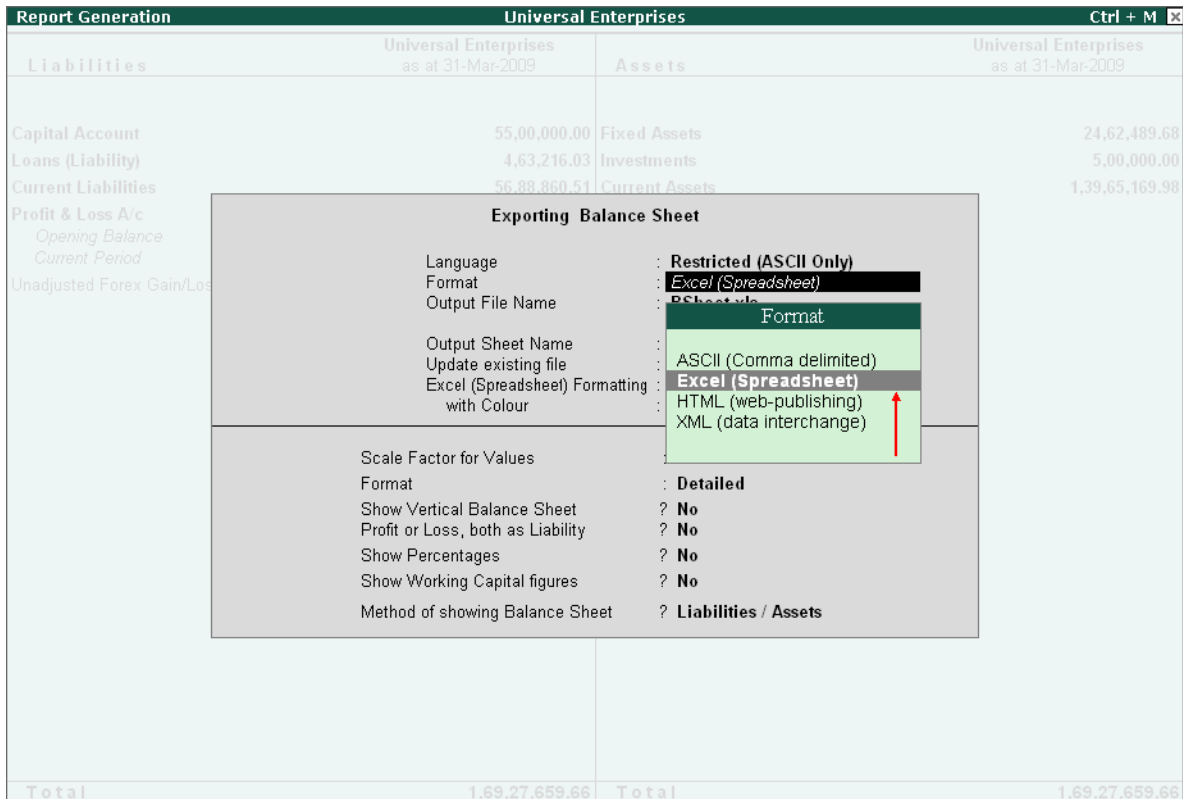 Report Generation Universal Enterprises Ctrl + M
Universal Enterprises Universal Enterprises
Liabilities as at 31-Mar-2009 Assets as at 31-Mar-2009
Capital Account 55,00,000.00 Fixed Assets 24,62,489.68
Loans (Liability) 4,63,216.03 Investments 5,00,000.00
Current Liabilities 56,88,860.51 Current Assets 1,39,65,169.98
Profit & Loss A/c
Opening Balance
Current Period
Unadjusted Forex Gain/Los
Exporting Balance Sheet
Language : Restricted (ASCII Only)
Format : Excel (Spreadsheet)
Output File Name : BSheet.xls
Output Sheet Name :
Update existing file :
Excel (Spreadsheet) Formatting :
with Colour :
Format
ASCII (Comma delimited)
Excel (Spreadsheet)
HTML (web-publishing)
XML (data interchange)
Scale Factor for Values :
Format : Detailed
Show Vertical Balance Sheet ? No
Profit or Loss, both as Liability ? No
Show Percentages ? No
Show Working Capital figures ? No
Method of showing Balance Sheet ? Liabilities / Assets
Total 1,69,27,659.66 Total 1,69,27,659.66